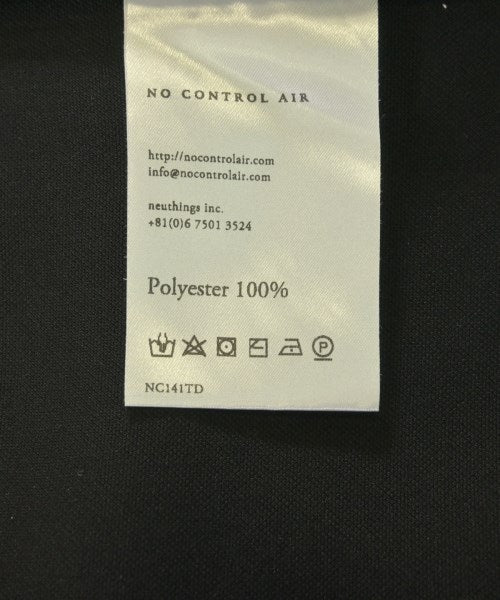 NO CONTROL AIR
http://nocontrolair.com
info@nocontrolair.com
neuthings inc.
+81(0)6 7501 3524
Polyester 100%
P
NC141TD